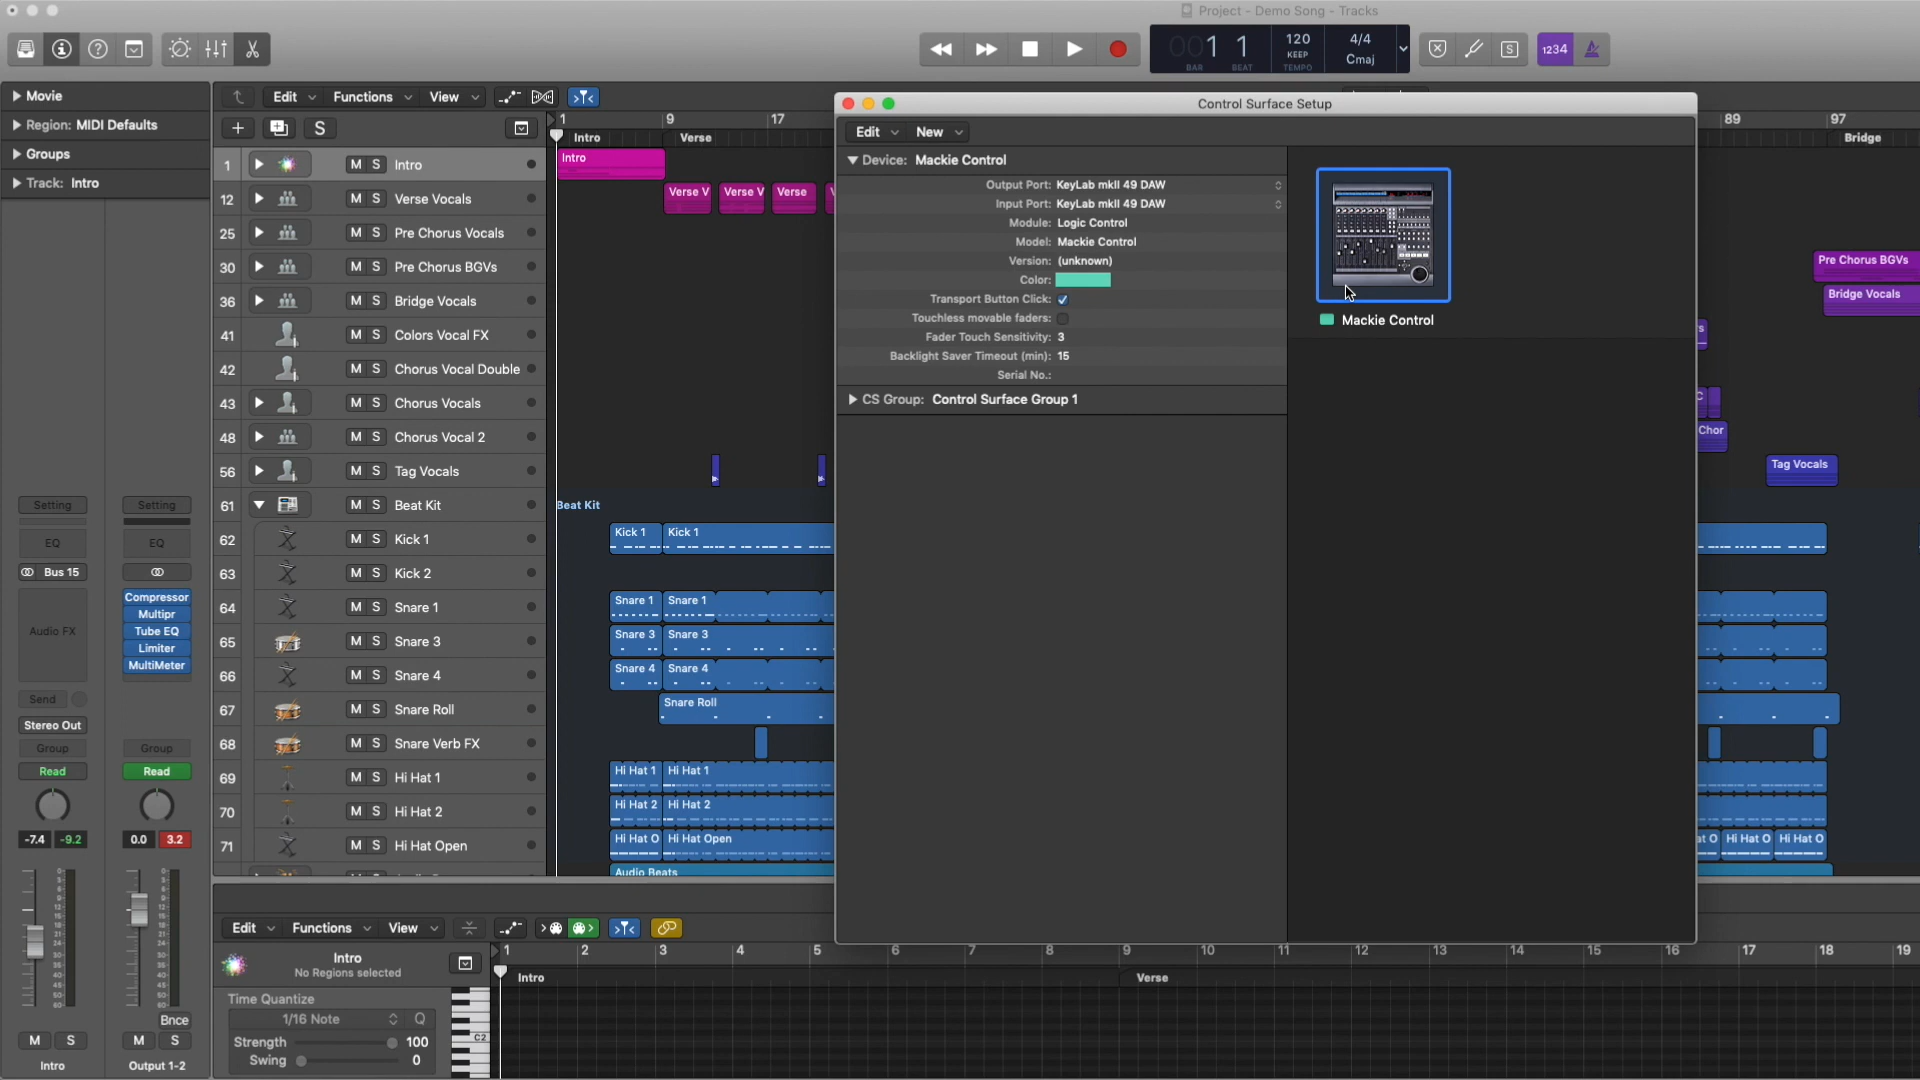 Project - Demo Song - Tracks
001 1
BAR BEAT
120
KEEP
TEMPO
4/4
Cmaj
S
1234
Movie
Region: MIDI Defaults
Groups
Track: Intro
Edit Functions View
S
1 9 17
Intro Verse
89 97
Bridge
1 M S Intro
12 M S Verse Vocals
25 M S Pre Chorus Vocals
30 M S Pre Chorus BGVs
36 M S Bridge Vocals
41 M S Colors Vocal FX
42 M S Chorus Vocal Double
43 M S Chorus Vocals
48 M S Chorus Vocal 2
56 M S Tag Vocals
61 M S Beat Kit
62 M S Kick 1
63 M S Kick 2
64 M S Snare 1
65 M S Snare 3
66 M S Snare 4
67 M S Snare Roll
68 M S Snare Verb FX
69 M S Hi Hat 1
70 M S Hi Hat 2
71 M S Hi Hat Open
Intro
Verse V Verse V Verse
Beat Kit
Kick 1 Kick 1
Snare 1 Snare 1
Snare 3 Snare 3
Snare 4 Snare 4
Snare Roll
Hi Hat 1 Hi Hat 1
Hi Hat 2 Hi Hat 2
Hi Hat O Hi Hat Open
Audio Beats
Control Surface Setup
Edit New
Device: Mackie Control
Output Port: KeyLab mkII 49 DAW
Input Port: KeyLab mkII 49 DAW
Module: Logic Control
Model: Mackie Control
Version: (unknown)
Color:
Transport Button Click:
Touchless movable faders:
Fader Touch Sensitivity: 3
Backlight Saver Timeout (min): 15
Serial No.:
CS Group: Control Surface Group 1
Mackie Control
Pre Chorus BGVs
Bridge Vocals
Chor
Tag Vocals
at O Hi Hat O Hi Hat O
Setting Setting
EQ EQ
Bus 15
Audio FX
Compressor
Multipr
Tube EQ
Limiter
MultiMeter
Send
Stereo Out
Group Group
Read Read
-7.4 -9.2 0.0 3.2
Bnce
M S M S
Intro Output 1-2
Edit Functions View
Intro
No Regions selected
Time Quantize
1/16 Note Q
Strength 100
Swing 0
C2
1 2 3 4 5 6 7 8 9 10 11 12 13 14 15 16 17 18 19
Intro Verse